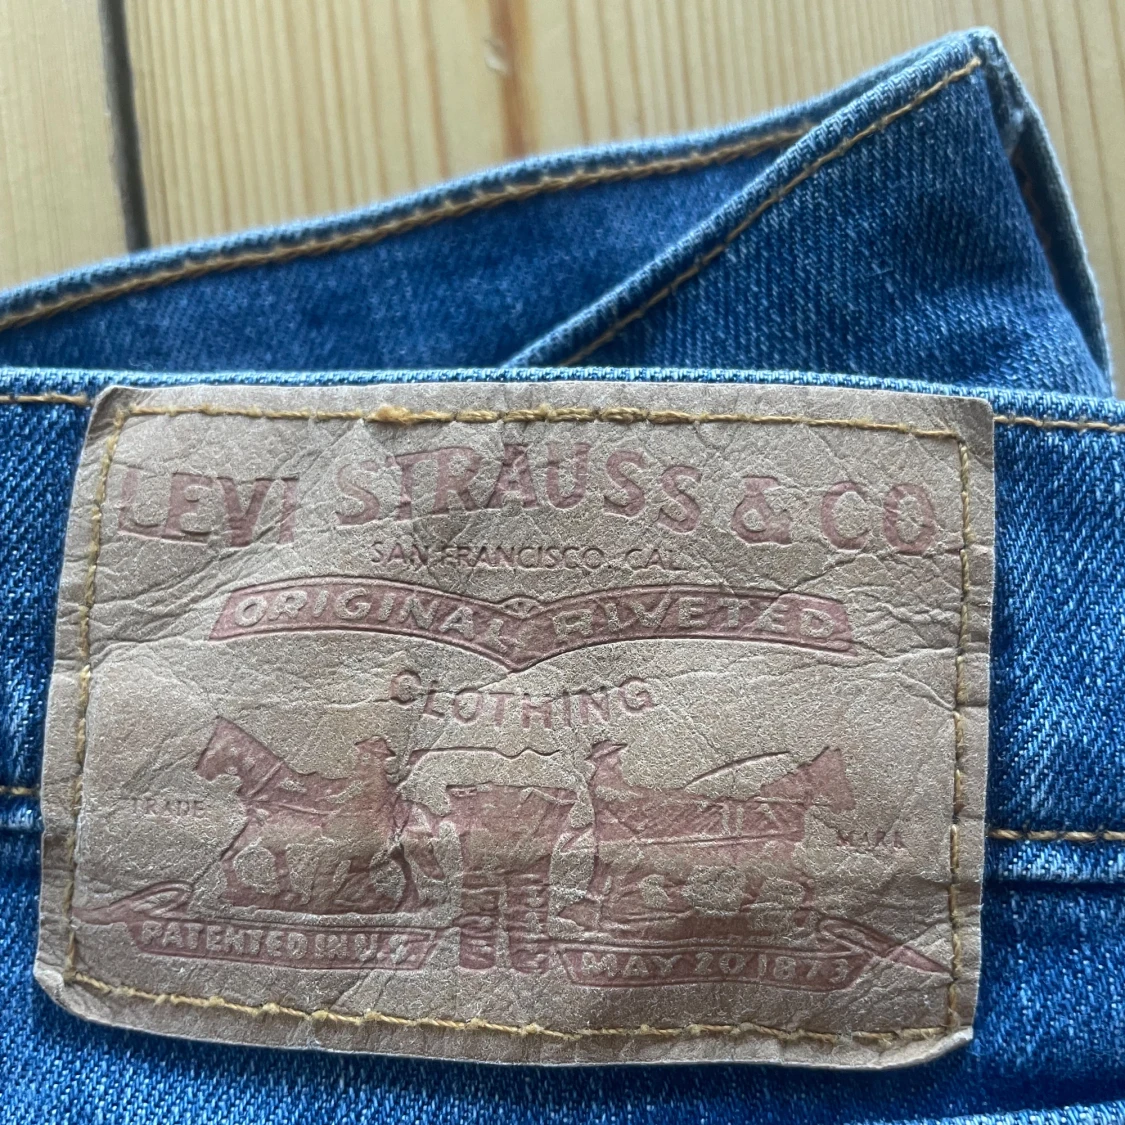 LEVI STRAUSS & CO.
SAN FRANCISCO, CAL.
ORIGINAL RIVETED
CLOTHING
TRADE MARK
PATENTED IN U.S. MAY 20 1873